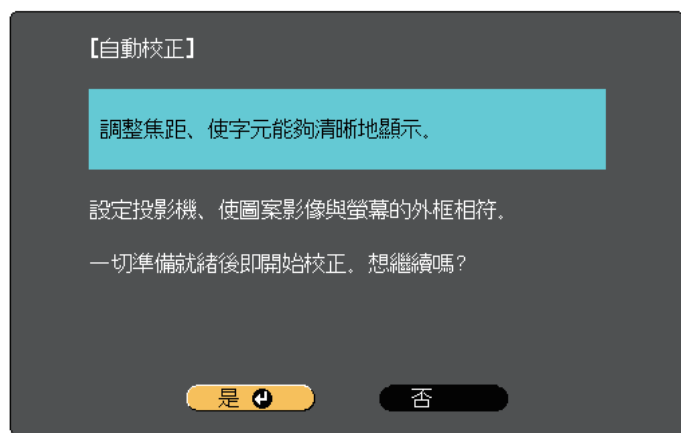 【自動校正】
調整焦距、使字元能夠清晰地顯示。
設定投影機、使圖案影像與螢幕的外框相符。
一切準備就緒後即開始校正。想繼續嗎?
是
否